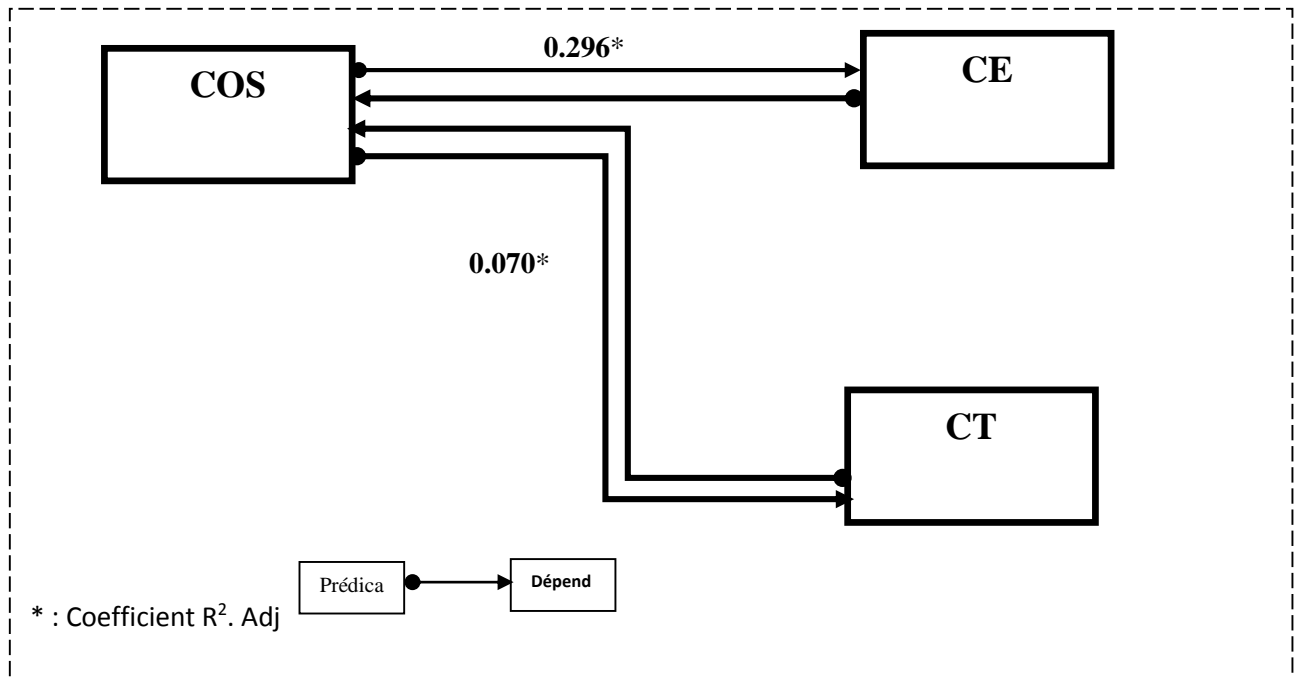 0.296*
COS
CE
0.070*
CT
Prédica
Dépend
* : Coefficient R². Adj